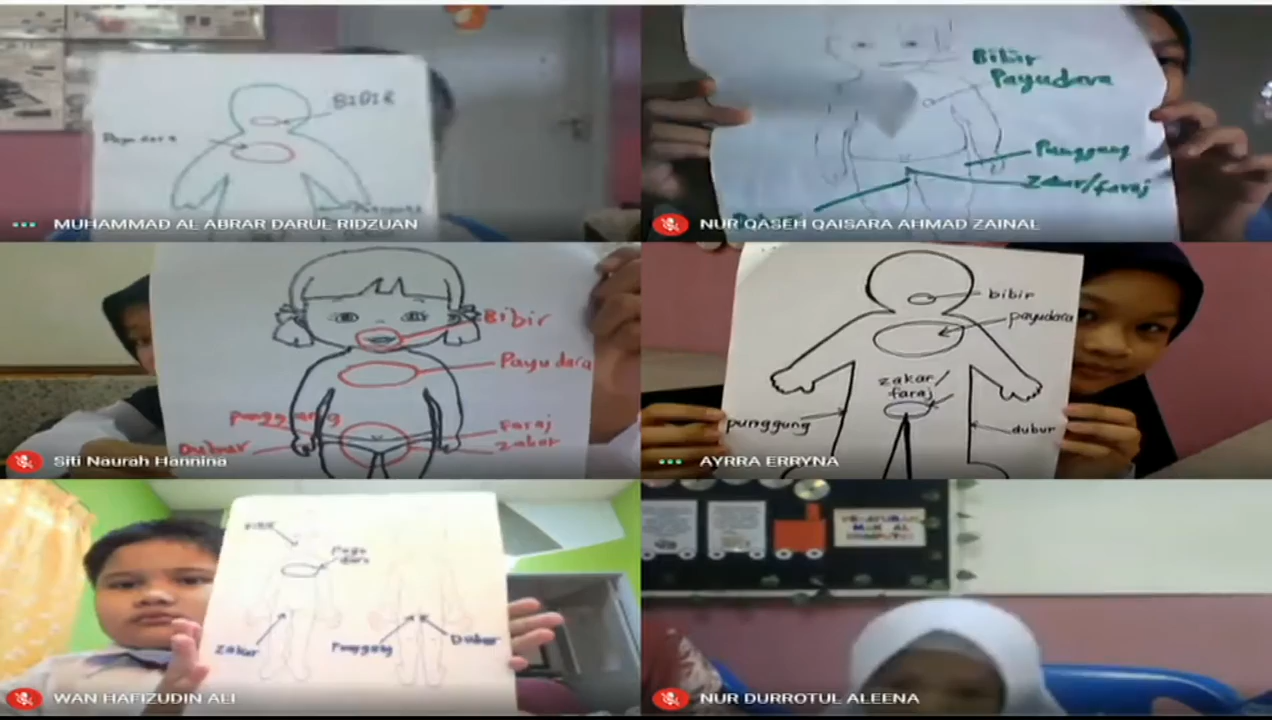 BIBIR
Payudara
MUHAMMAD AL ABRAR DARUL RIDZUAN
Bibir
Payudara
Punggung
Zakar/faraj
NUR QASEH QAISARA AHMAD ZAINAL
Bibir
Payudara
punggung
Faraj
Dubur
zakar
Siti Naurah Hannina
bibir
payudara
zakar/
faraj
punggung
dubur
AYRRA ERRYNA
Payu
dara
Zakar
Punggung
Dubur
WAN HAFIZUDIN ALI
NUR DURROTUL ALEENA